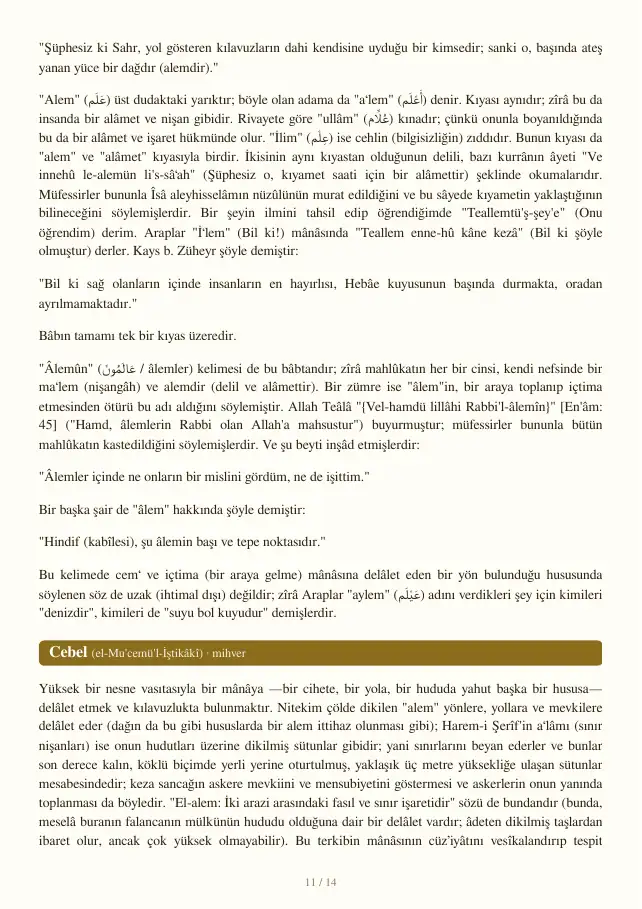 "Şüphesiz ki Sahr, yol gösteren kılavuzların dahi kendisine uyduğu bir kimsedir; sanki o, başında ateş
yanan yüce bir dağdır (alemdir)."
"Alem" (عَلَم) üst dudaktaki yarıktır; böyle olan adama da "a‘lem" (أَعْلَم) denir. Kıyası aynıdır; zîrâ bu da
insanda bir alâmet ve nişan gibidir. Rivayete göre "ullâm" (عُلَّام) kınadır; çünkü onunla boyanıldığında
bu da bir alâmet ve işaret hükmünde olur. "İlim" (عِلْم) ise cehlin (bilgisizliğin) zıddıdır. Bunun kıyası da
"alem" ve "alâmet" kıyasıyla birdir. İkisinin aynı kıyastan olduğunun delili, bazı kurrânın âyeti "Ve
innehû le-alemün li's-sâ'ah" (Şüphesiz o, kıyamet saati için bir alâmettir) şeklinde okumalarıdır.
Müfessirler bununla Îsâ aleyhisselâmın nüzûlünün murat edildiğini ve bu sâyede kıyametin yaklaştığının
bilineceğini söylemişlerdir. Bir şeyin ilmini tahsil edip öğrendiğimde "Teallemtü'ş-şey'e" (Onu
öğrendim) derim. Araplar "İ‘lem" (Bil ki!) mânâsında "Teallem enne-hû kâne kezâ" (Bil ki şöyle
olmuştur) derler. Kays b. Züheyr şöyle demiştir:
"Bil ki sağ olanların içinde insanların en hayırlısı, Hebâe kuyusunun başında durmakta, oradan
ayrılmamaktadır."
Bâbın tamamı tek bir kıyas üzeredir.
"Âlemûn" (عَالَمُونَ / âlemler) kelimesi de bu bâbtandır; zîrâ mahlûkatın her bir cinsi, kendi nefsinde bir
ma‘lem (nişangâh) ve alemdir (delil ve alâmettir). Bir zümre ise "âlem"in, bir araya toplanıp içtima
etmesinden ötürü bu adı aldığını söylemiştir. Allah Teâlâ "{Vel-hamdü lillâhi Rabbi'l-âlemîn}" [En'âm:
45] ("Hamd, âlemlerin Rabbi olan Allah'a mahsustur") buyurmuştur; müfessirler bununla bütün
mahlûkatın kastedildiğini söylemişlerdir. Ve şu beyti inşâd etmişlerdir:
"Âlemler içinde ne onların bir mislini gördüm, ne de işittim."
Bir başka şair de "âlem" hakkında şöyle demiştir:
"Hindif (kabîlesi), şu âlemin başı ve tepe noktasıdır."
Bu kelimede cem‘ ve içtima (bir araya gelme) mânâsına delâlet eden bir yön bulunduğu hususunda
söylenen söz de uzak (ihtimal dışı) değildir; zîrâ Araplar "aylem" (عَيْلَم) adını verdikleri şey için kimileri
"denizdir", kimileri de "suyu bol kuyudur" demişlerdir.
Cebel (el-Mu'cemü'l-İştikâkî) · mihver
Yüksek bir nesne vasıtasıyla bir mânâya —bir cihete, bir yola, bir hududa yahut başka bir hususa—
delâlet etmek ve kılavuzlukta bulunmaktır. Nitekim çölde dikilen "alem" yönlere, yollara ve mevkilere
delâlet eder (dağın da bu gibi hususlarda bir alem ittihaz olunması gibi); Harem-i Şerîf'in a‘lâmı (sınır
nişanları) ise onun hudutları üzerine dikilmiş sütunlar gibidir; yani sınırlarını beyan ederler ve bunlar
son derece kalın, köklü biçimde yerli yerine oturtulmuş, yaklaşık üç metre yüksekliğe ulaşan sütunlar
mesabesindedir; keza sancağın askere mevkiini ve mensubiyetini göstermesi ve askerlerin onun yanında
toplanması da böyledir. "El-alem: İki arazi arasındaki fasıl ve sınır işaretidir" sözü de bundandır (bunda,
meselâ buranın falancanın mülkünün hududu olduğuna dair bir delâlet vardır; âdeten dikilmiş taşlardan
ibaret olur, ancak çok yüksek olmayabilir). Bu terkibin mânâsının cüz'iyâtını vesîkalandırıp tespit
11 / 14